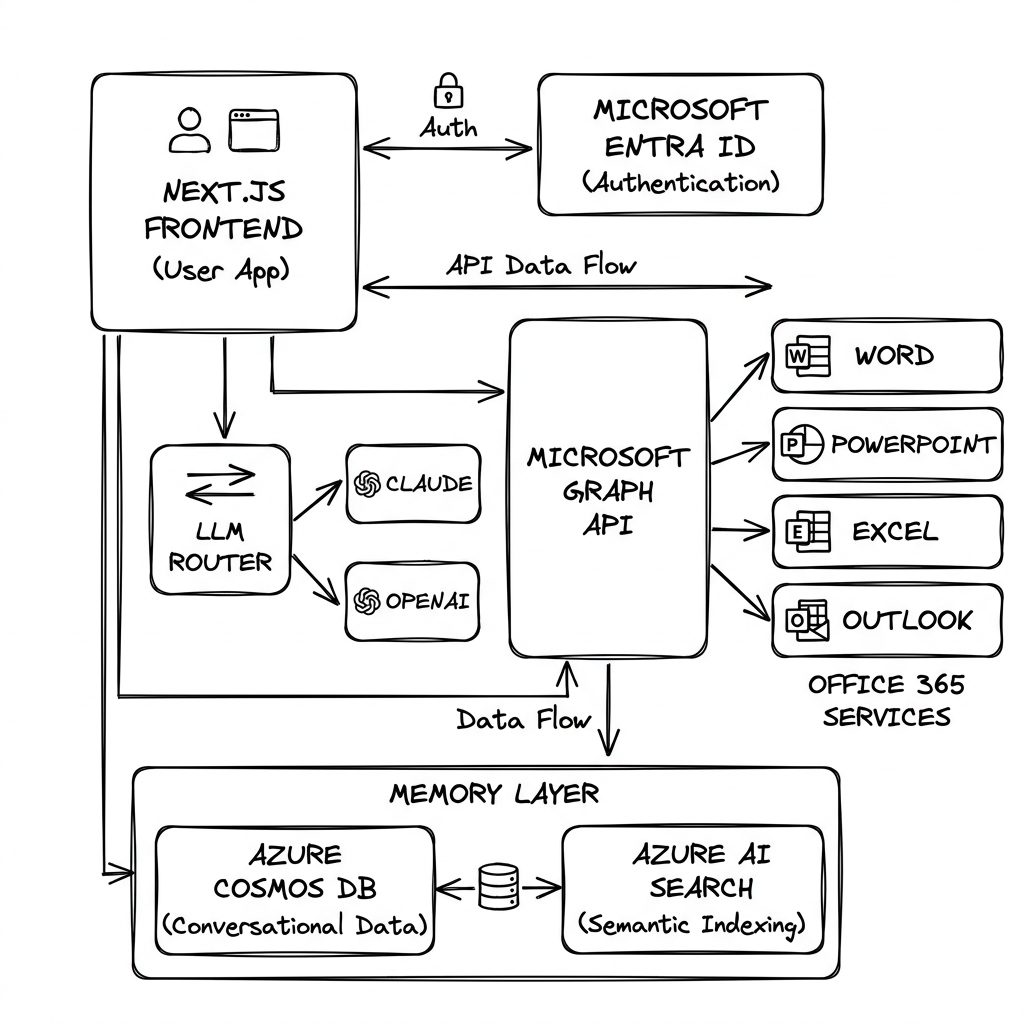 NEXT.JS
FRONTEND
(User App)
Auth
MICROSOFT
ENTRA ID
(Authentication)
API Data Flow
LLM
ROUTER
CLAUDE
OPENAI
MICROSOFT
GRAPH
API
W WORD
P POWERPOINT
E EXCEL
O OUTLOOK
OFFICE 365
SERVICES
Data Flow
MEMORY LAYER
AZURE
COSMOS DB
(Conversational Data)
AZURE AI
SEARCH
(Semantic Indexing)